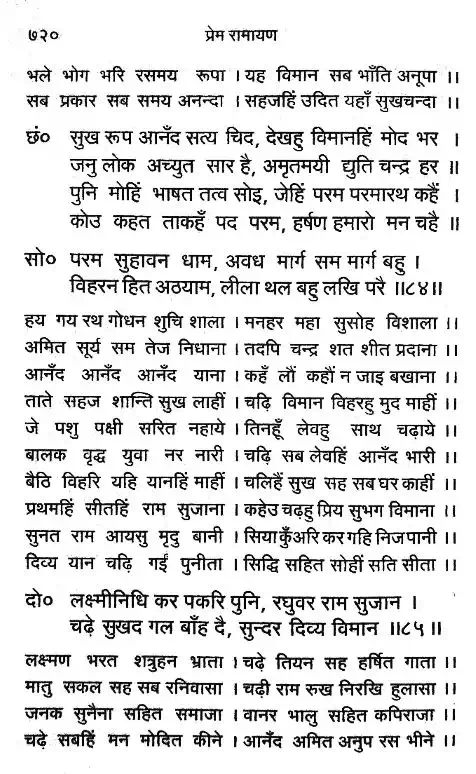 ७२०
प्रेम रामायण
भले भोग भरि रसमय रूपा । यह विमान सब भाँति अनूपा ।।
सब प्रकार सब समय अनन्दा । सहजहिं उदित यहाँ सुखचन्दा ।।
छं० सुख रूप आनँद सत्य चिद, देखहु विमानहिं मोद भर ।
जनु लोक अच्युत सार है, अमृतमयी द्युति चन्द्र हर ॥
पुनि मोहिं भाषत तत्व सोइ, जेहिं परम परमारथ कहैं ।
कोउ कहत ताकहँ पद परम, हर्षण हमारो मन चहै ॥
सो० परम सुहावन धाम, अवध मार्ग सम मार्ग बहु ।
विहरन हित अठयाम, लीला थल बहु लखि परै ॥८४॥
हय गय रथ गोधन शुचि शाला । मनहर महा सुसोह विशाला ।।
अमित सूर्य सम तेज निधाना । तदपि चन्द्र शत शीत प्रदाना ।।
आनँद आनँद आनँद याना । कहँ लौं कहौं न जाइ बखाना ।।
ताते सहज शान्ति सुख लाहीं । चढ़ि विमान विहरहु मुद माहीं ।।
जे पशु पक्षी सरित नहाये । तिनहूँ लेवहु साथ चढ़ाये ।।
बालक वृद्ध युवा नर नारी । चढ़ि सब लेवहिं आनँद भारी ।।
बैठि विहरि यहि यानहिं माहीं । चलिहैं सुख सह सब घर काहीं ।।
प्रथमहिं सीतहिं राम सुजाना । कहेउ चढ़हु प्रिय सुभग विमाना ।।
सुनत राम आयसु मृदु बानी । सिया कुँअरि कर गहि निज पानी ।।
दिव्य यान चढ़ि गईं पुनीता । सिद्धि सहित सोहीं सति सीता ।।
दो० लक्ष्मीनिधि कर पकरि पुनि, रघुवर राम सुजान ।
चढ़े सुखद गल बाँह दै, सुन्दर दिव्य विमान ॥८५॥
लक्ष्मण भरत शत्रुहन भ्राता । चढ़े तियन सह हर्षित गाता ।।
मातु सकल सह सब रनिवासा । चढ़ी राम रुख निरखि हुलासा ।।
जनक सुनैना सहित समाजा । वानर भालु सहित कपिराजा ।।
चढ़े सबहिं मन मोदित कीने । आनँद अमित अनुप रस भीने ।।